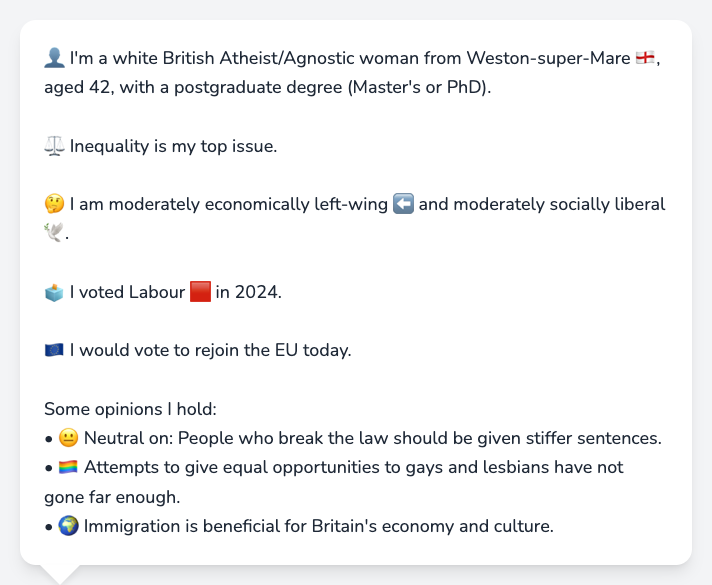 👤 I'm a white British Atheist/Agnostic woman from Weston-super-Mare 🏴󠁧󠁢󠁥󠁮󠁧󠁿,
aged 42, with a postgraduate degree (Master's or PhD).
⚖️ Inequality is my top issue.
🤔 I am moderately economically left-wing ⬅️ and moderately socially liberal
🕊️.
🗳️ I voted Labour 🟥 in 2024.
🇪🇺 I would vote to rejoin the EU today.
Some opinions I hold:
• 😐 Neutral on: People who break the law should be given stiffer sentences.
• 🏳️‍🌈 Attempts to give equal opportunities to gays and lesbians have not
gone far enough.
• 🌍 Immigration is beneficial for Britain's economy and culture.